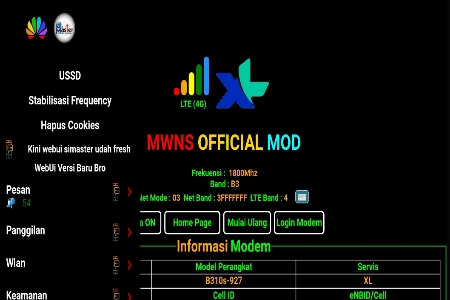 USSD
Stabilisasi Frequency
Hapus Cookies
Kini webui simaster udah fresh
WebUi Versi Baru Bro
Pesan
54
Panggilan
Wlan
Keamanan
LTE (4G)
XL
MWNS OFFICIAL MOD
Frekuensi : 1800Mhz
Band : B3
Net Mode : 03 Net Band : 3FFFFFFF LTE Band : 4
a ON
Home Page
Mulai Ulang
Login Modem
Informasi Modem
Model Perangkat
Servis
B310s-927
XL
Cell ID
eNBID/Cell